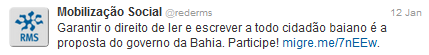 Mobilização Social @rederms 12 Jan
Garantir o direito de ler e escrever a todo cidadão baiano é a
proposta do governo da Bahia. Participe! migre.me/7nEEw.
RMS